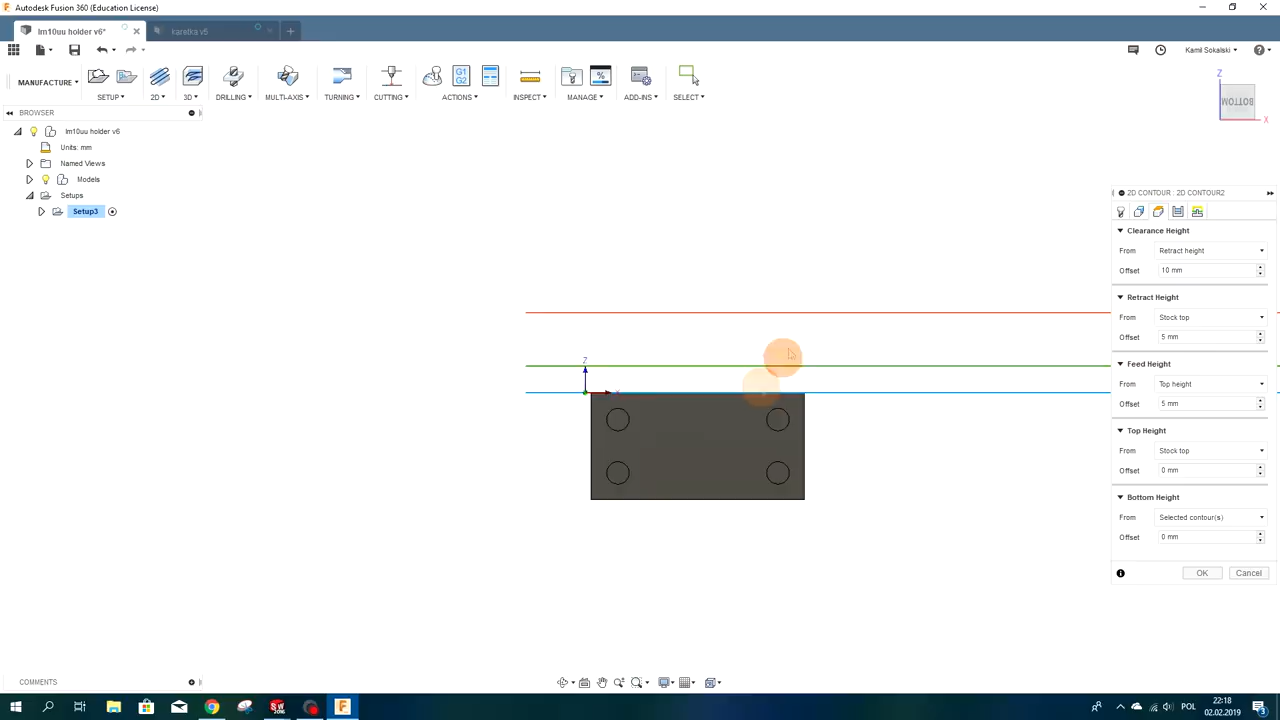 Autodesk Fusion 360 (Education License)
lm10uu holder v6*
karetka v6
Kamil Sokalski
MANUFACTURE
SETUP
2D
3D
DRILLING
MULTI-AXIS
TURNING
CUTTING
G1
G2
ACTIONS
INSPECT
MANAGE
ADD-INS
SELECT
BROWSER
lm10uu holder v6
Units: mm
Named Views
Models
Setups
Setup3
Z
BOTTOM
X
2D CONTOUR : 2D CONTOUR2
Clearance Height
From Retract height
Offset 10 mm
Retract Height
From Stock top
Offset 5 mm
Feed Height
From Top height
Offset 5 mm
Top Height
From Stock top
Offset 0 mm
Bottom Height
From Selected contour(s)
Offset 0 mm
OK Cancel
Z
X
COMMENTS
POL
22:18
02.02.2019
3